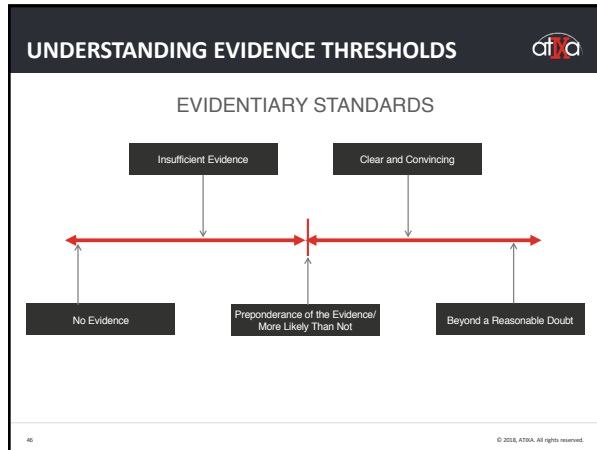 UNDERSTANDING EVIDENCE THRESHOLDS
atIXa
EVIDENTIARY STANDARDS
Insufficient Evidence
Clear and Convincing
No Evidence
Preponderance of the Evidence/
More Likely Than Not
Beyond a Reasonable Doubt
46
© 2018, ATIXA. All rights reserved.